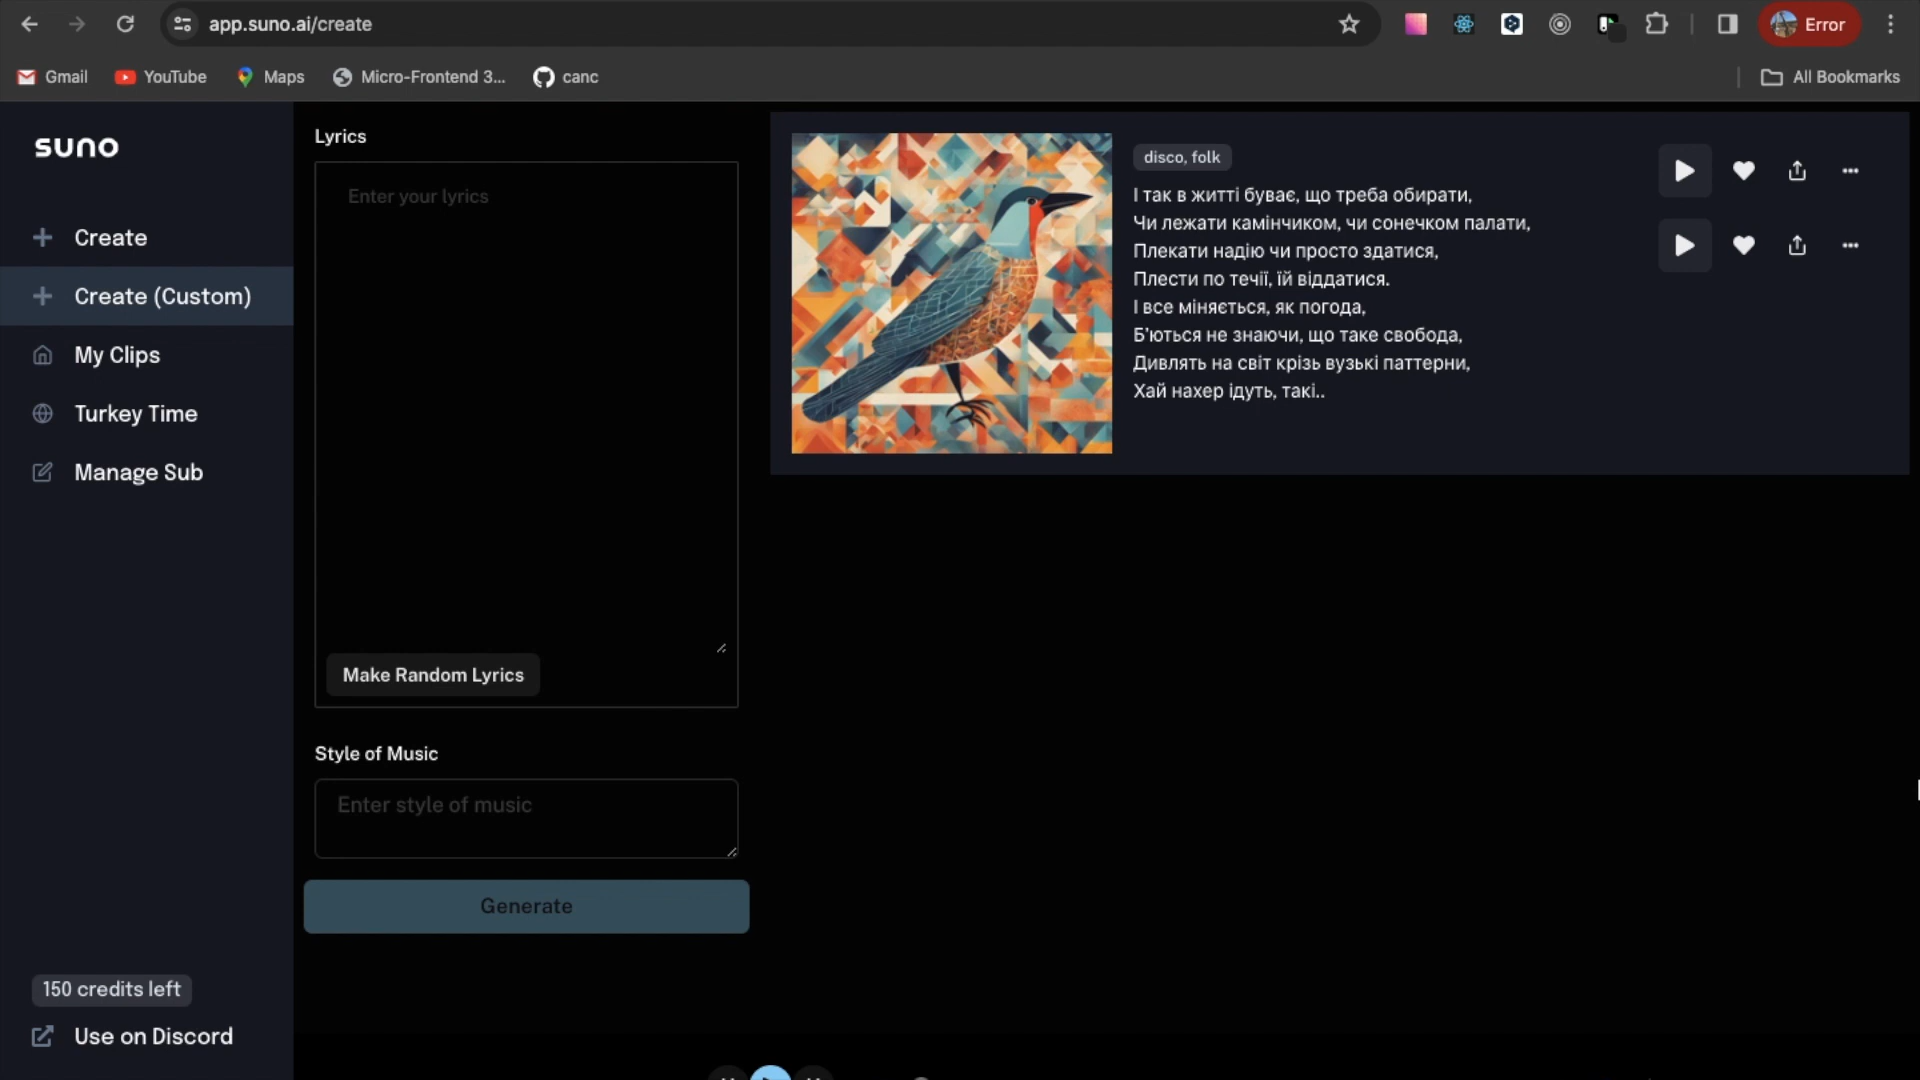 app.suno.ai/create
Error
Gmail
YouTube
Maps
Micro-Frontend 3...
canc
All Bookmarks
suno
Create
Create (Custom)
My Clips
Turkey Time
Manage Sub
150 credits left
Use on Discord
Lyrics
Enter your lyrics
Make Random Lyrics
Style of Music
Enter style of music
Generate
disco, folk
І так в житті буває, що треба обирати,
Чи лежати камінчиком, чи сонечком палати,
Плекати надію чи просто здатися,
Плести по течії, їй віддатися.
І все міняється, як погода,
Б'ються не знаючи, що таке свобода,
Дивлять на світ крізь вузькі паттерни,
Хай нахер ідуть, такі..